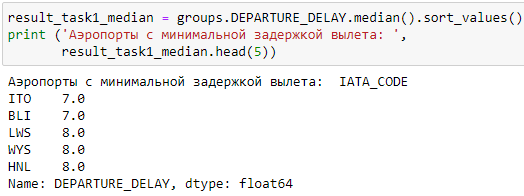 result_task1_median = groups.DEPARTURE_DELAY.median().sort_values()
print ('Аэропорты с минимальной задержкой вылета: ',
result_task1_median.head(5))
Аэропорты с минимальной задержкой вылета:  IATA_CODE
ITO    7.0
BLI    7.0
LWS    8.0
WYS    8.0
HNL    8.0
Name: DEPARTURE_DELAY, dtype: float64